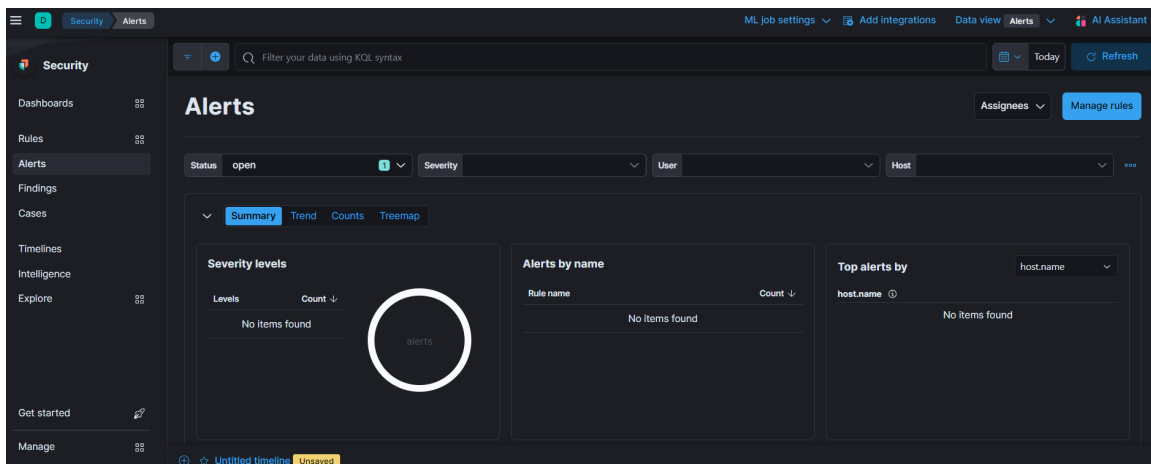 D Security Alerts ML job settings Add integrations Data view Alerts AI Assistant
Security
Filter your data using KQL syntax Today Refresh
Dashboards
Rules
Alerts
Findings
Cases
Timelines
Intelligence
Explore
Get started
Manage
Alerts Assignees Manage rules
Status open 1 Severity User Host
Summary Trend Counts Treemap
Severity levels
Levels Count
No items found
alerts
Alerts by name
Rule name Count
No items found
Top alerts by host.name
host.name
No items found
Untitled timeline Unsaved